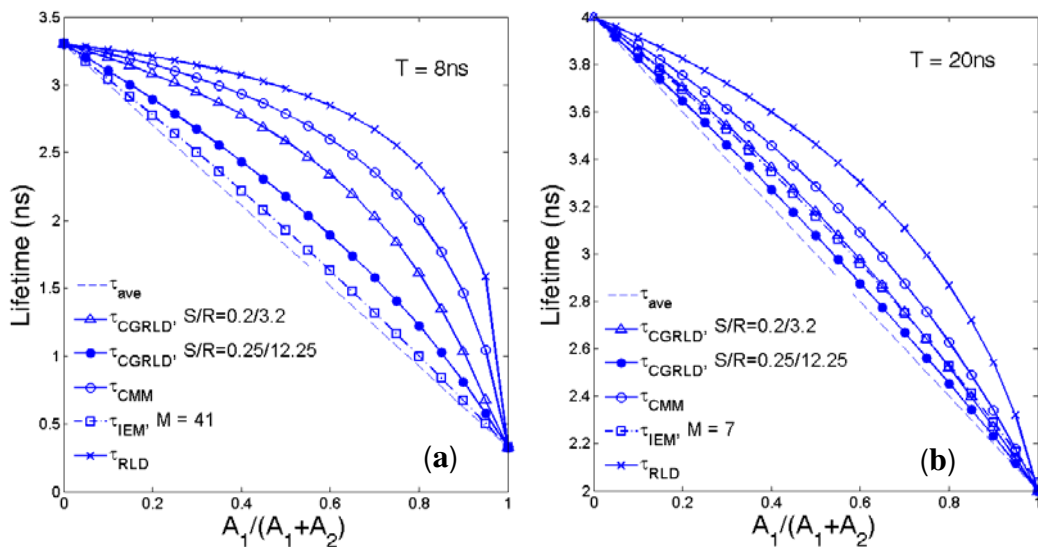 3.5
3
2.5
2
1.5
1
0.5
0
Lifetime (ns)
T = 8ns
τave
τCGRLD, S/R=0.2/3.2
τCGRLD, S/R=0.25/12.25
τCMM
τIEM, M = 41
τRLD
(a)
0 0.2 0.4 0.6 0.8 1
A1/(A1+A2)
4
3.8
3.6
3.4
3.2
3
2.8
2.6
2.4
2.2
2
Lifetime (ns)
T = 20ns
τave
τCGRLD, S/R=0.2/3.2
τCGRLD, S/R=0.25/12.25
τCMM
τIEM, M = 7
τRLD
(b)
0 0.2 0.4 0.6 0.8 1
A1/(A1+A2)